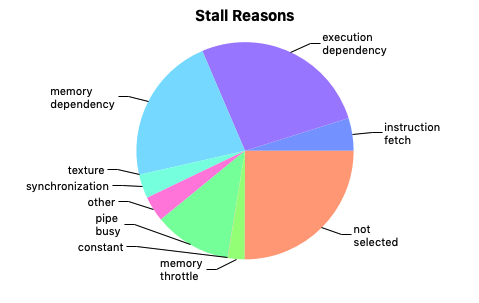 Stall Reasons
execution
dependency
memory
dependency
instruction
fetch
texture
synchronization
other
pipe
busy
constant
memory
throttle
not
selected